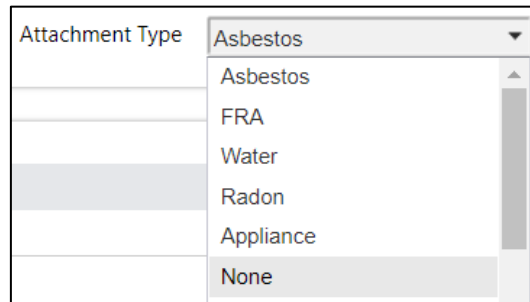 Attachment Type Asbestos
Asbestos
FRA
Water
Radon
Appliance
None